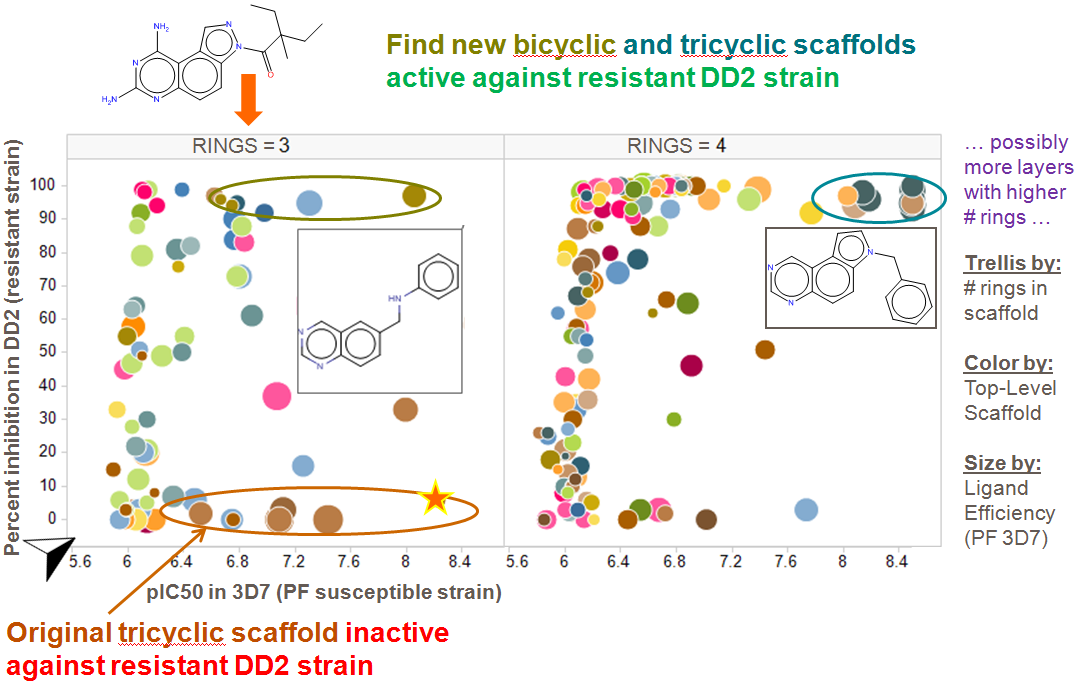 NH₂
N
N
N
N
H₂N
O
Find new bicyclic and tricyclic scaffolds
active against resistant DD2 strain
RINGS = 3
RINGS = 4
Percent inhibition in DD2 (resistant strain)
100
90
80
70
60
50
40
30
20
10
0
HN
N
N
N
N
N
5.6
6
6.4
6.8
7.2
7.6
8
8.4
5.6
6
6.4
6.8
7.2
7.6
8
8.4
pIC50 in 3D7 (PF susceptible strain)
… possibly
more layers
with higher
# rings …
Trellis by:
# rings in
scaffold
Color by:
Top-Level
Scaffold
Size by:
Ligand
Efficiency
(PF 3D7)
Original tricyclic scaffold inactive
against resistant DD2 strain